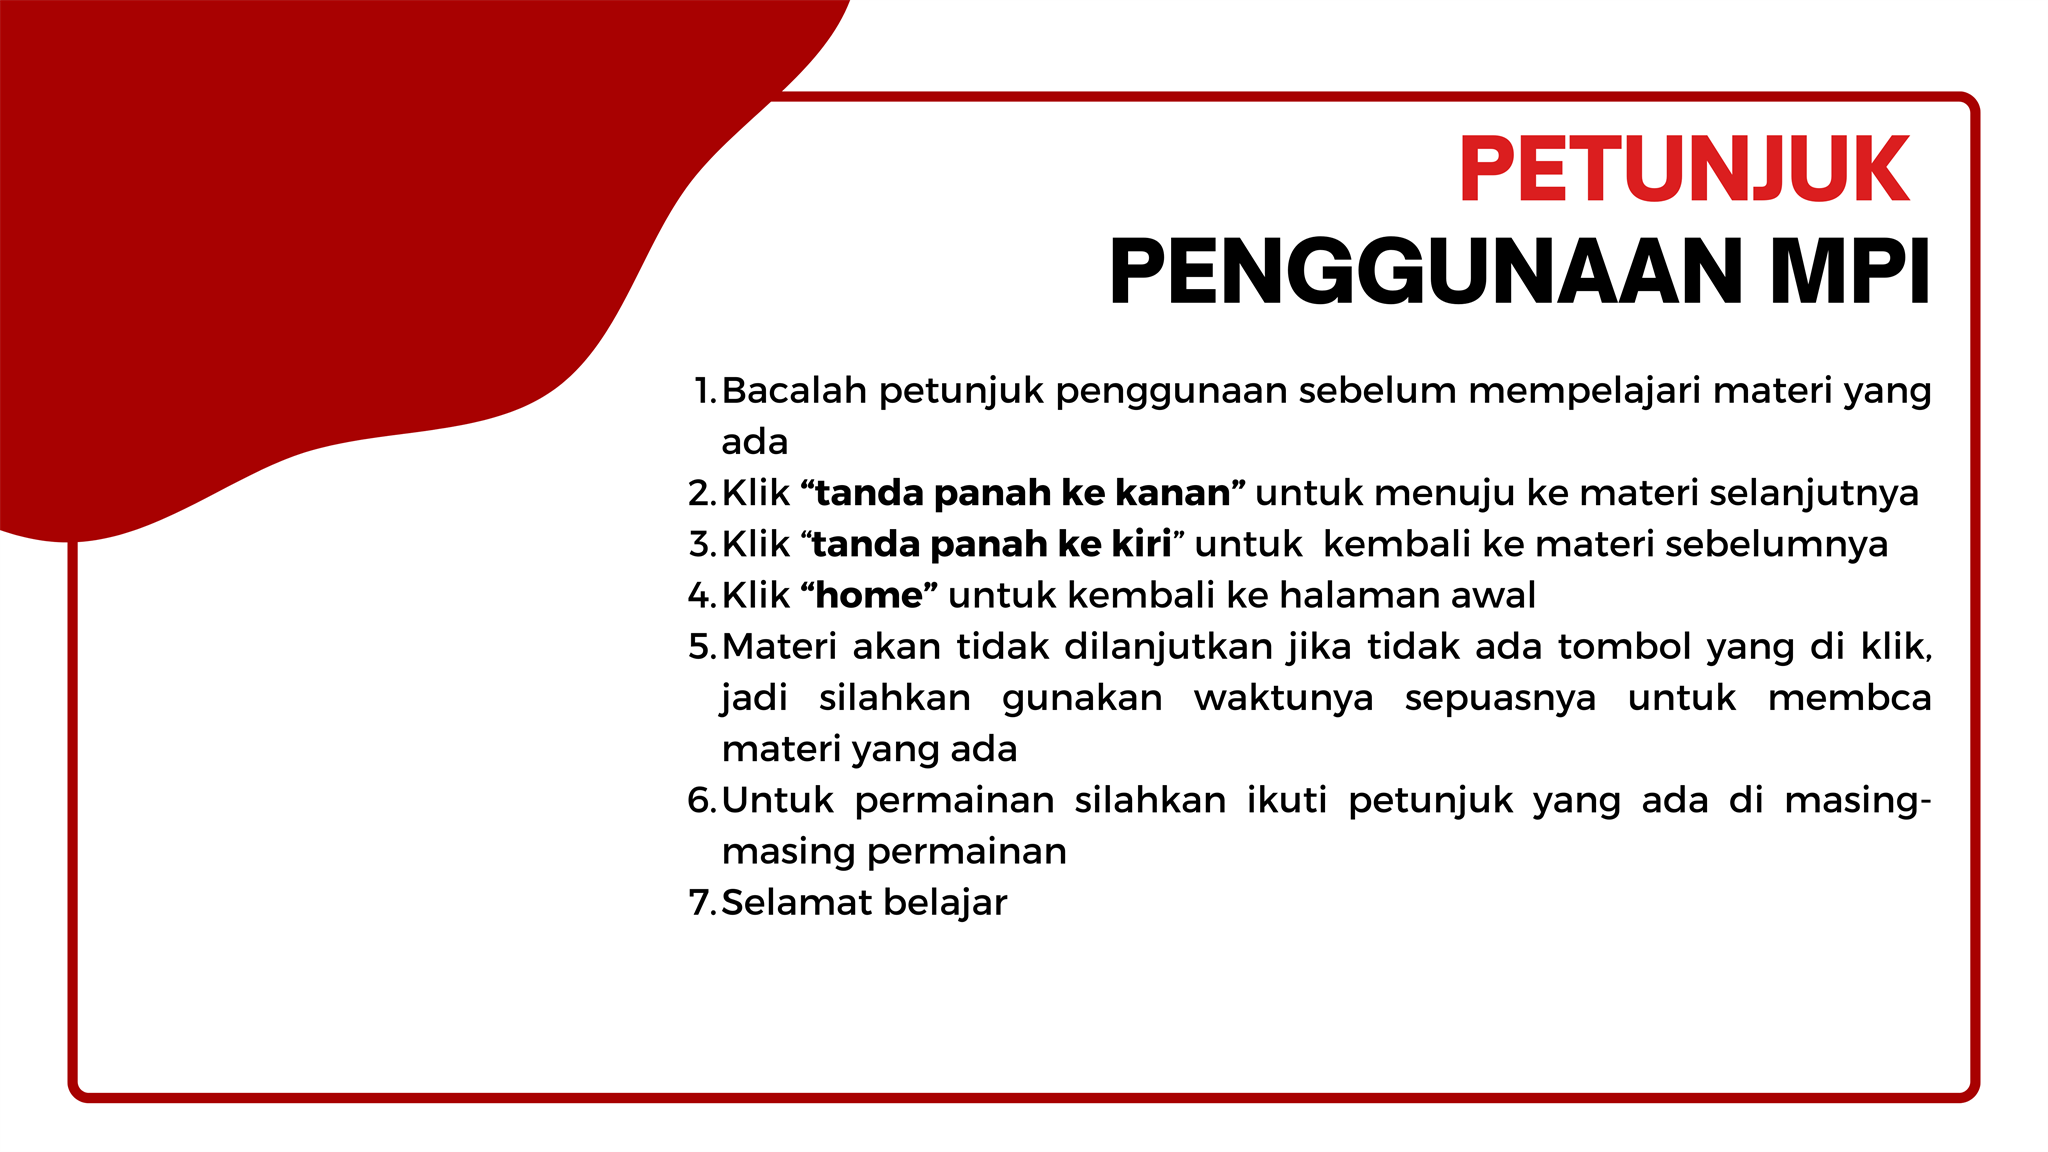 PETUNJUK
PENGGUNAAN MPI
1. Bacalah petunjuk penggunaan sebelum mempelajari materi yang
ada
2. Klik “tanda panah ke kanan” untuk menuju ke materi selanjutnya
3. Klik “tanda panah ke kiri” untuk kembali ke materi sebelumnya
4. Klik “home” untuk kembali ke halaman awal
5. Materi akan tidak dilanjutkan jika tidak ada tombol yang di klik,
jadi silahkan gunakan waktunya sepuasnya untuk membca
materi yang ada
6. Untuk permainan silahkan ikuti petunjuk yang ada di masing-
masing permainan
7. Selamat belajar